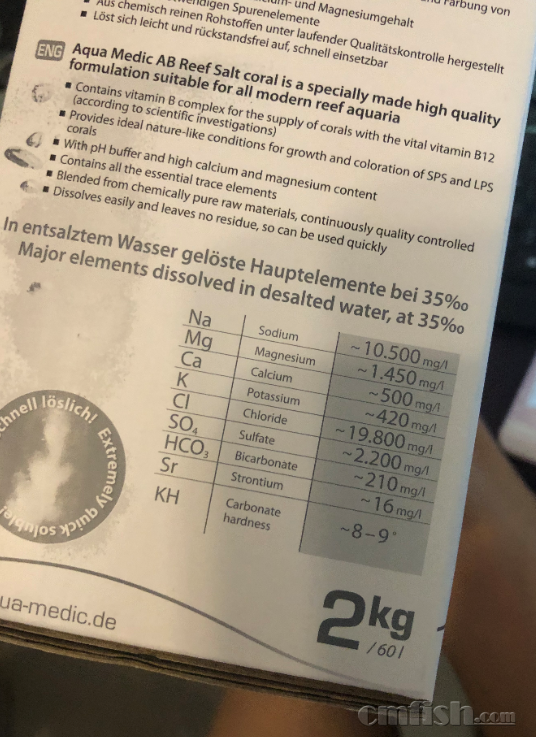 und Färbung von
und Magnesiumgehalt
wendigen Spurenelemente
Aus chemisch reinen Rohstoffen unter laufender Qualitätskontrolle hergestellt
Löst sich leicht und rückstandsfrei auf, schnell einsetzbar
ENG Aqua Medic AB Reef Salt coral is a specially made high quality
formulation suitable for all modern reef aquaria
Contains vitamin B complex for the supply of corals with the vital vitamin B12
(according to scientific investigations)
Provides ideal nature-like conditions for growth and coloration of SPS and LPS
corals
With pH buffer and high calcium and magnesium content
Contains all the essential trace elements
Blended from chemically pure raw materials, continuously quality controlled
Dissolves easily and leaves no residue, so can be used quickly
In entsalztem Wasser gelöste Hauptelemente bei 35‰
Major elements dissolved in desalted water, at 35‰
Na Sodium ~10.500 mg/l
Mg Magnesium ~1.450 mg/l
Ca Calcium ~500 mg/l
K Potassium ~420 mg/l
Cl Chloride ~19.800 mg/l
SO₄ Sulfate ~2.200 mg/l
HCO₃ Bicarbonate ~210 mg/l
Sr Strontium ~16 mg/l
KH Carbonate
hardness ~8-9°
chnell löslich! Extremely quick soluble!
ua-medic.de
2kg
/60l
cmfish.com